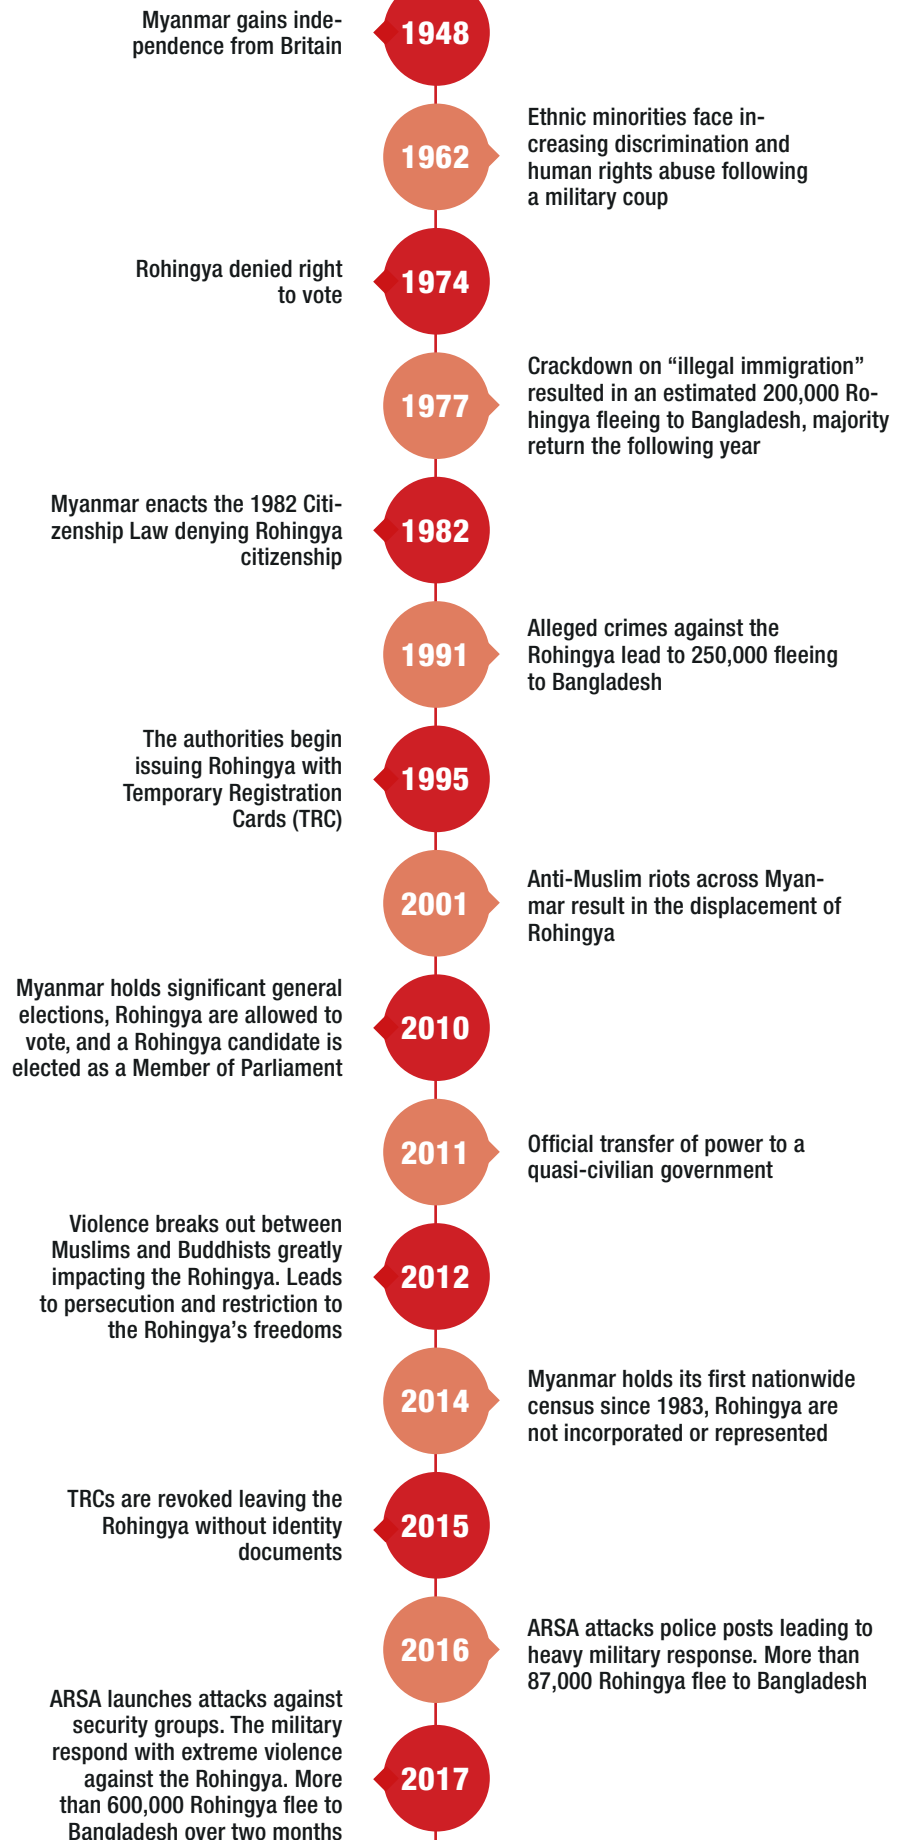 Myanmar gains inde-
pendence from Britain
1948
1962
Ethnic minorities face in-
creasing discrimination and
human rights abuse following
a military coup
Rohingya denied right
to vote
1974
1977
Crackdown on “illegal immigration”
resulted in an estimated 200,000 Ro-
hingya fleeing to Bangladesh, majority
return the following year
Myanmar enacts the 1982 Citi-
zenship Law denying Rohingya
citizenship
1982
1991
Alleged crimes against the
Rohingya lead to 250,000 fleeing
to Bangladesh
The authorities begin
issuing Rohingya with
Temporary Registration
Cards (TRC)
1995
2001
Anti-Muslim riots across Myan-
mar result in the displacement of
Rohingya
Myanmar holds significant general
elections, Rohingya are allowed to
vote, and a Rohingya candidate is
elected as a Member of Parliament
2010
2011
Official transfer of power to a
quasi-civilian government
Violence breaks out between
Muslims and Buddhists greatly
impacting the Rohingya. Leads
to persecution and restriction to
the Rohingya’s freedoms
2012
2014
Myanmar holds its first nationwide
census since 1983, Rohingya are
not incorporated or represented
TRCs are revoked leaving the
Rohingya without identity
documents
2015
2016
ARSA attacks police posts leading to
heavy military response. More than
87,000 Rohingya flee to Bangladesh
ARSA launches attacks against
security groups. The military
respond with extreme violence
against the Rohingya. More
than 600,000 Rohingya flee to
Bangladesh over two months
2017